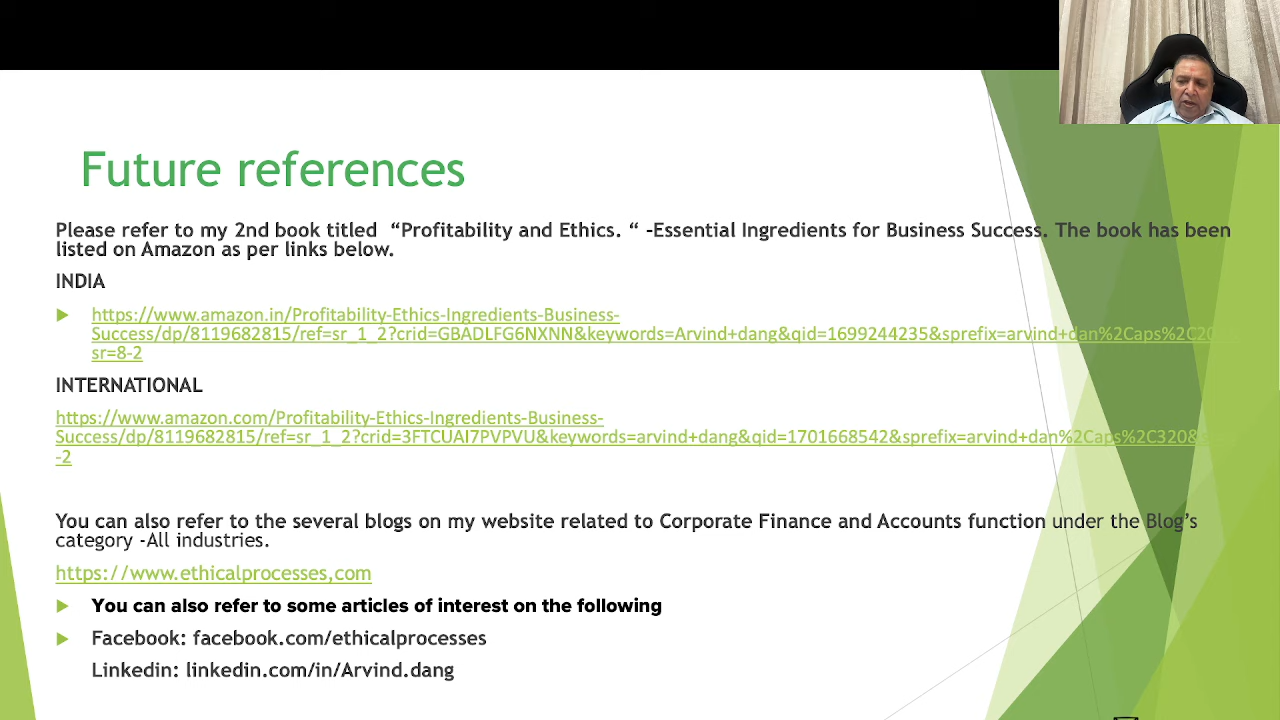 Future references
Please refer to my 2nd book titled “Profitability and Ethics. “ -Essential Ingredients for Business Success. The book has been
listed on Amazon as per links below.
INDIA
https://www.amazon.in/Profitability-Ethics-Ingredients-Business-
Success/dp/8119682815/ref=sr_1_2?crid=GBADLFG6NXNN&keywords=Arvind+dang&qid=1699244235&sprefix=arvind+dan%2Caps%2C20
sr=8-2
INTERNATIONAL
https://www.amazon.com/Profitability-Ethics-Ingredients-Business-
Success/dp/8119682815/ref=sr_1_2?crid=3FTCUAI7PVPVU&keywords=arvind+dang&qid=1701668542&sprefix=arvind+dan%2Caps%2C320&
-2
You can also refer to the several blogs on my website related to Corporate Finance and Accounts function under the Blog’s
category -All industries.
https://www.ethicalprocesses,com
You can also refer to some articles of interest on the following
Facebook: facebook.com/ethicalprocesses
Linkedin: linkedin.com/in/Arvind.dang